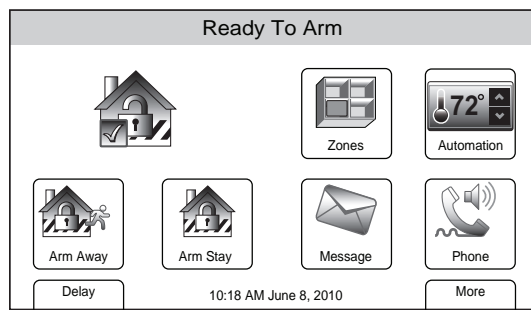 Ready To Arm
72°
Zones
Automation
Arm Away
Arm Stay
Message
Phone
Delay
10:18 AM June 8, 2010
More